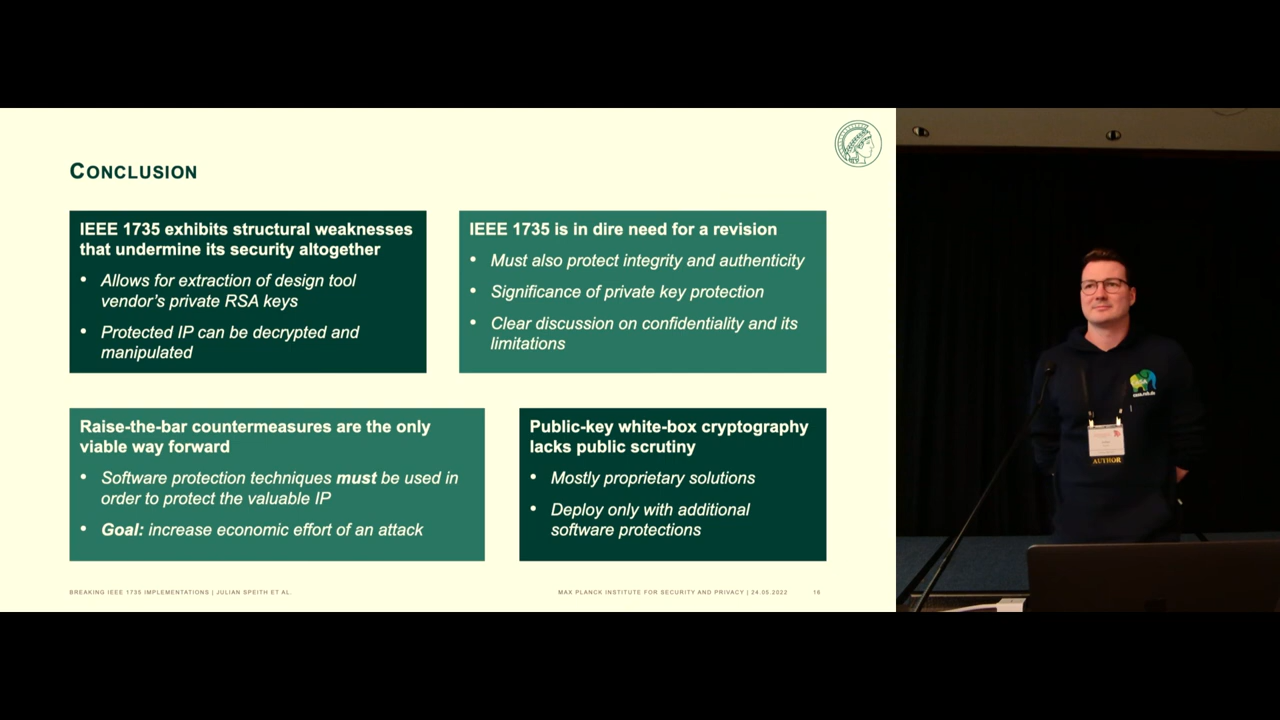 CONCLUSION
IEEE 1735 exhibits structural weaknesses
that undermine its security altogether
• Allows for extraction of design tool
vendor's private RSA keys
• Protected IP can be decrypted and
manipulated
IEEE 1735 is in dire need for a revision
• Must also protect integrity and authenticity
• Significance of private key protection
• Clear discussion on confidentiality and its
limitations
Raise-the-bar countermeasures are the only
viable way forward
• Software protection techniques must be used in
order to protect the valuable IP
• Goal: increase economic effort of an attack
Public-key white-box cryptography
lacks public scrutiny
• Mostly proprietary solutions
• Deploy only with additional
software protections
BREAKING IEEE 1735 IMPLEMENTATIONS | JULIAN SPEITH ET AL.
MAX PLANCK INSTITUTE FOR SECURITY AND PRIVACY | 24.05.2022
16
AUTHOR